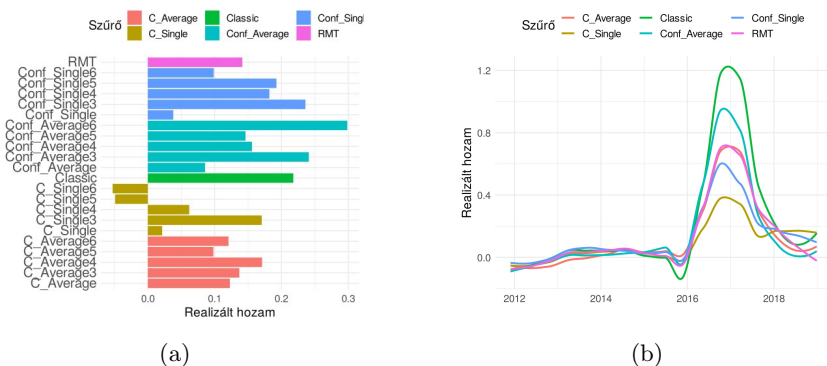 Szűrő
C_Average
Classic
Conf_Singl
C_Single
Conf_Average
RMT
RMT
Conf_Single6
Conf_Single5
Conf_Single4
Conf_Single3
Conf_Single
Conf_Average6
Conf_Average5
Conf_Average4
Conf_Average3
Conf_Average
Classic
C_Single6
C_Single5
C_Single4
C_Single3
C_Single
C_Average6
C_Average5
C_Average4
C_Average3
C_Average
0.0 0.1 0.2 0.3
Realizált hozam
(a)
Szűrő
C_Average
Classic
Conf_Single
C_Single
Conf_Average
RMT
Realizált hozam
1.2
0.8
0.4
0.0
2012 2014 2016 2018
(b)